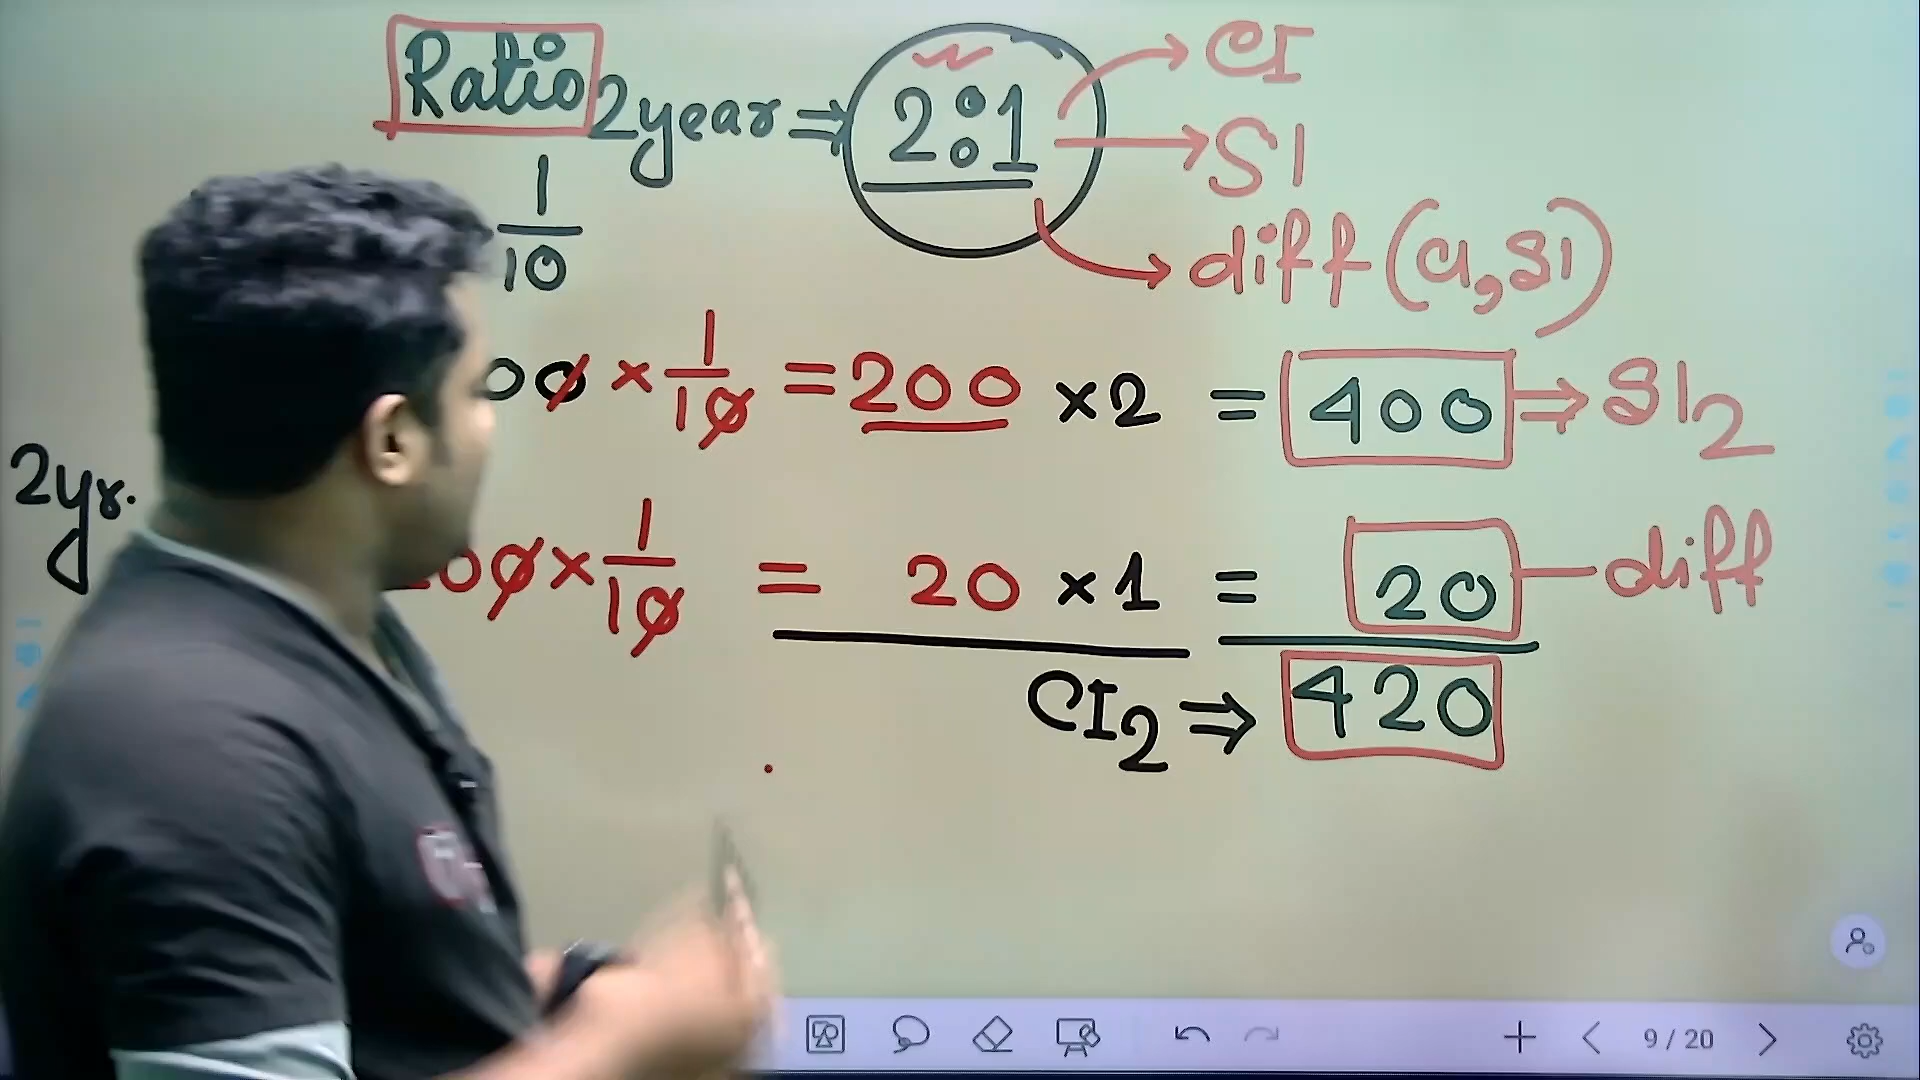 Ratio 2year ⇒ 2:1 → CI
→ SI
1/10
→ diff (CI, SI)
00 × 1/10 = 200 × 2 = 400 ⇒ SI2
2yr.
00 × 1/10 = 20 × 1 = 20 — diff
CI2 ⇒ 420
9 / 20